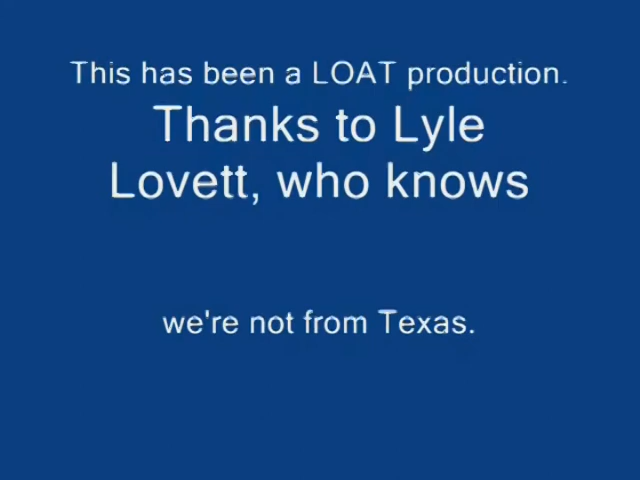 This has been a LOAT production.
Thanks to Lyle
Lovett, who knows
we're not from Texas.